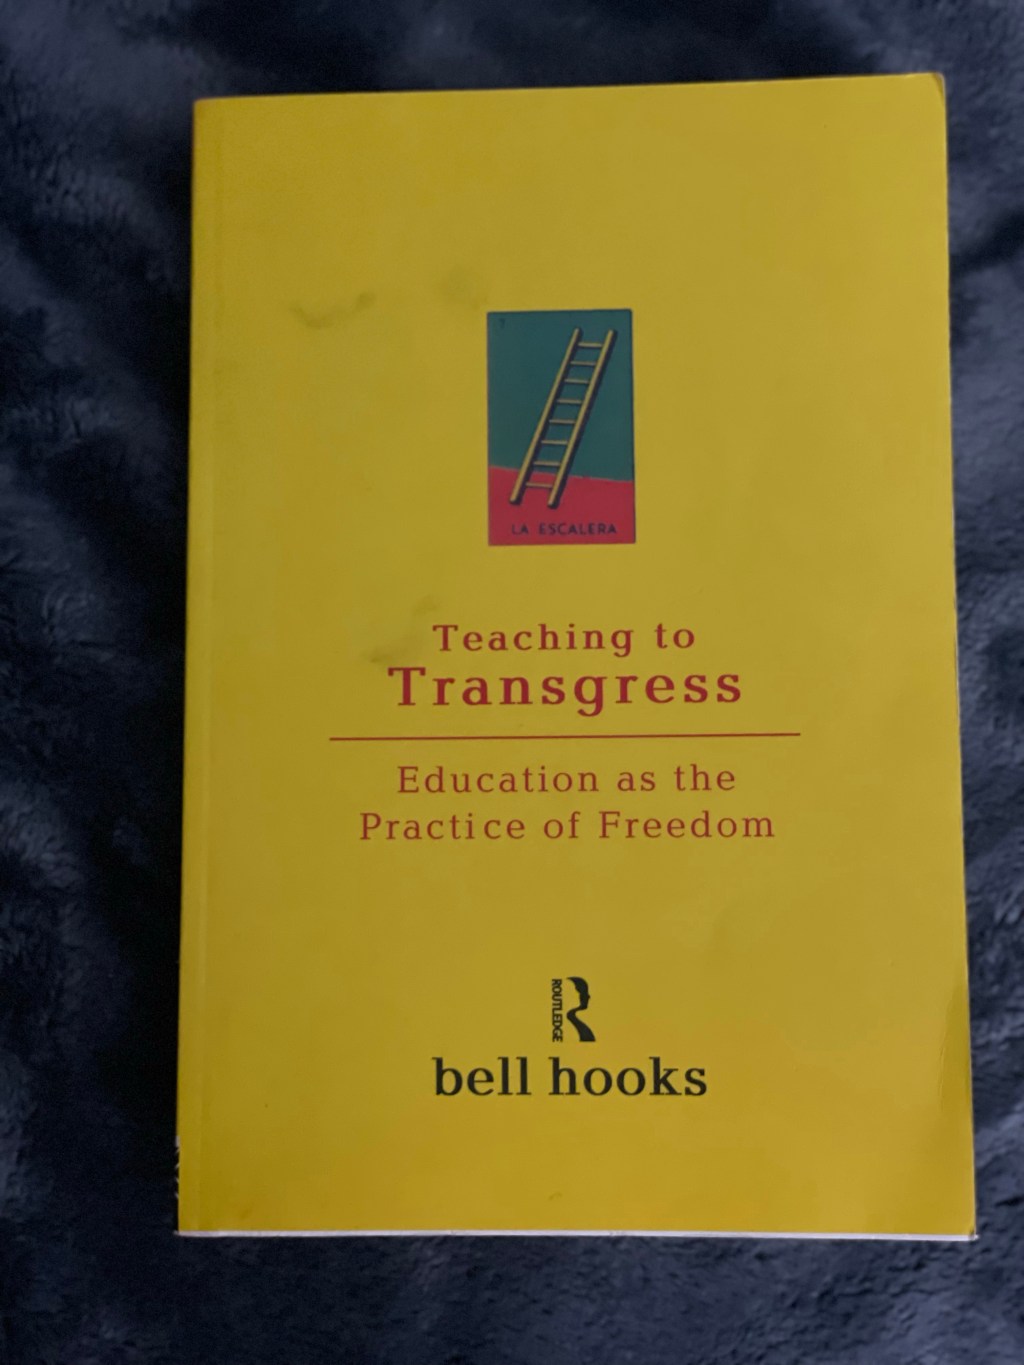 LA ESCALERA
Teaching to
Transgress
Education as the
Practice of Freedom
ROUTLEDGE
bell hooks